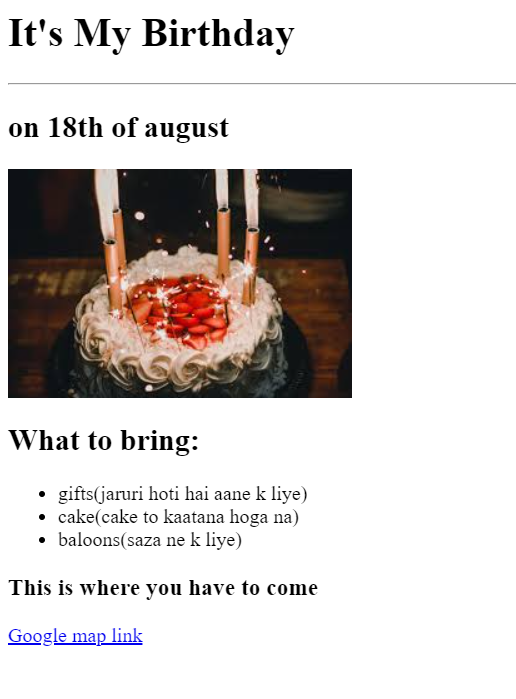 It's My Birthday
on 18th of august
What to bring:
gifts(jaruri hoti hai aane k liye)
cake(cake to kaatana hoga na)
baloons(saza ne k liye)
This is where you have to come
Google map link